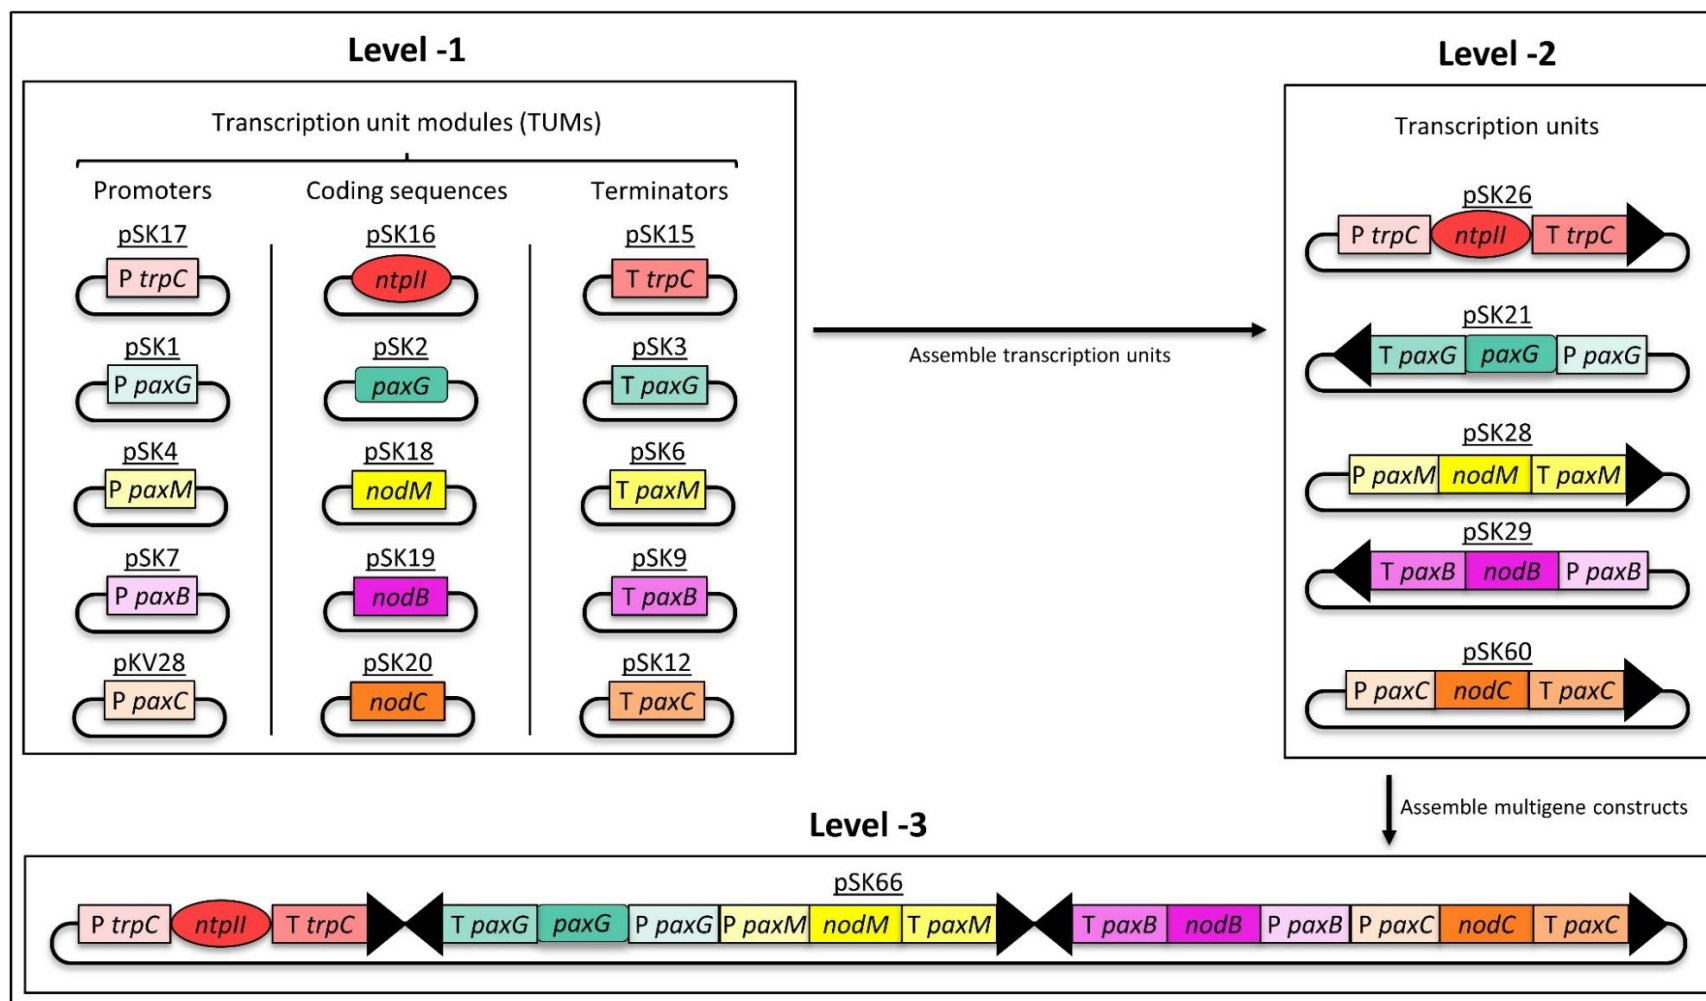 Level -1
Transcription unit modules (TUMs)
Promoters Coding sequences Terminators
pSK17 pSK16 pSK15
P trpC ntpII T trpC
pSK1 pSK2 pSK3
P paxG paxG T paxG
pSK4 pSK18 pSK6
P paxM nodM T paxM
pSK7 pSK19 pSK9
P paxB nodB T paxB
pKV28 pSK20 pSK12
P paxC nodC T paxC
Assemble transcription units
Level -2
Transcription units
pSK26
P trpC ntpII T trpC
pSK21
T paxG paxG P paxG
pSK28
P paxM nodM T paxM
pSK29
T paxB nodB P paxB
pSK60
P paxC nodC T paxC
Assemble multigene constructs
Level -3
pSK66
P trpC ntpII T trpC T paxG paxG P paxG P paxM nodM T paxM T paxB nodB P paxB P paxC nodC T paxC